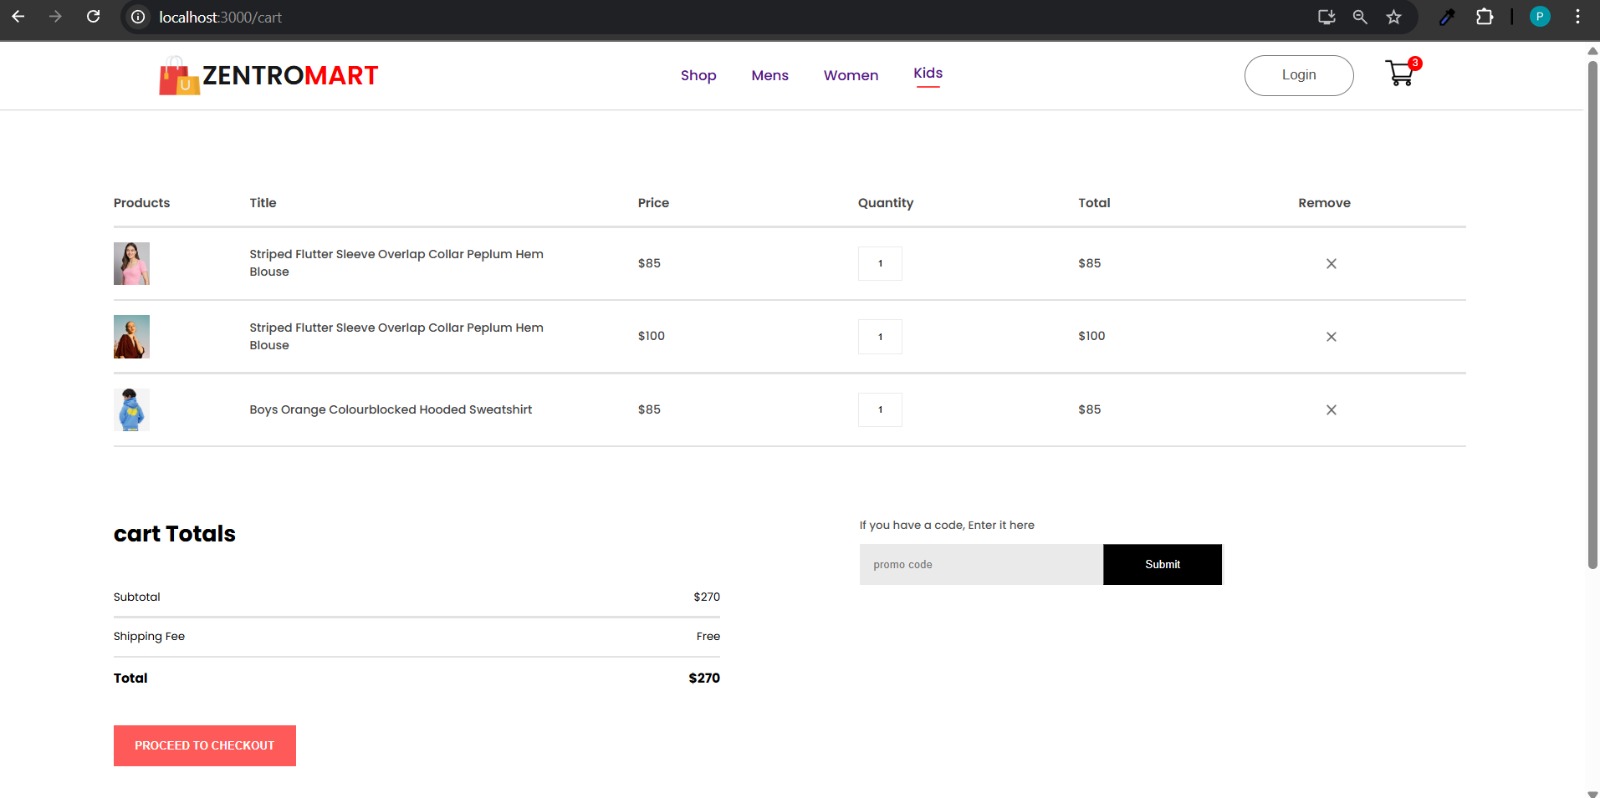 localhost:3000/cart
P
U
ZENTROMART
Shop Mens Women Kids
Login
3
Products Title Price Quantity Total Remove
Striped Flutter Sleeve Overlap Collar Peplum Hem
Blouse
$85 1 $85
Striped Flutter Sleeve Overlap Collar Peplum Hem
Blouse
$100 1 $100
Boys Orange Colourblocked Hooded Sweatshirt $85 1 $85
cart Totals
Subtotal $270
Shipping Fee Free
Total $270
PROCEED TO CHECKOUT
If you have a code, Enter it here
promo code Submit